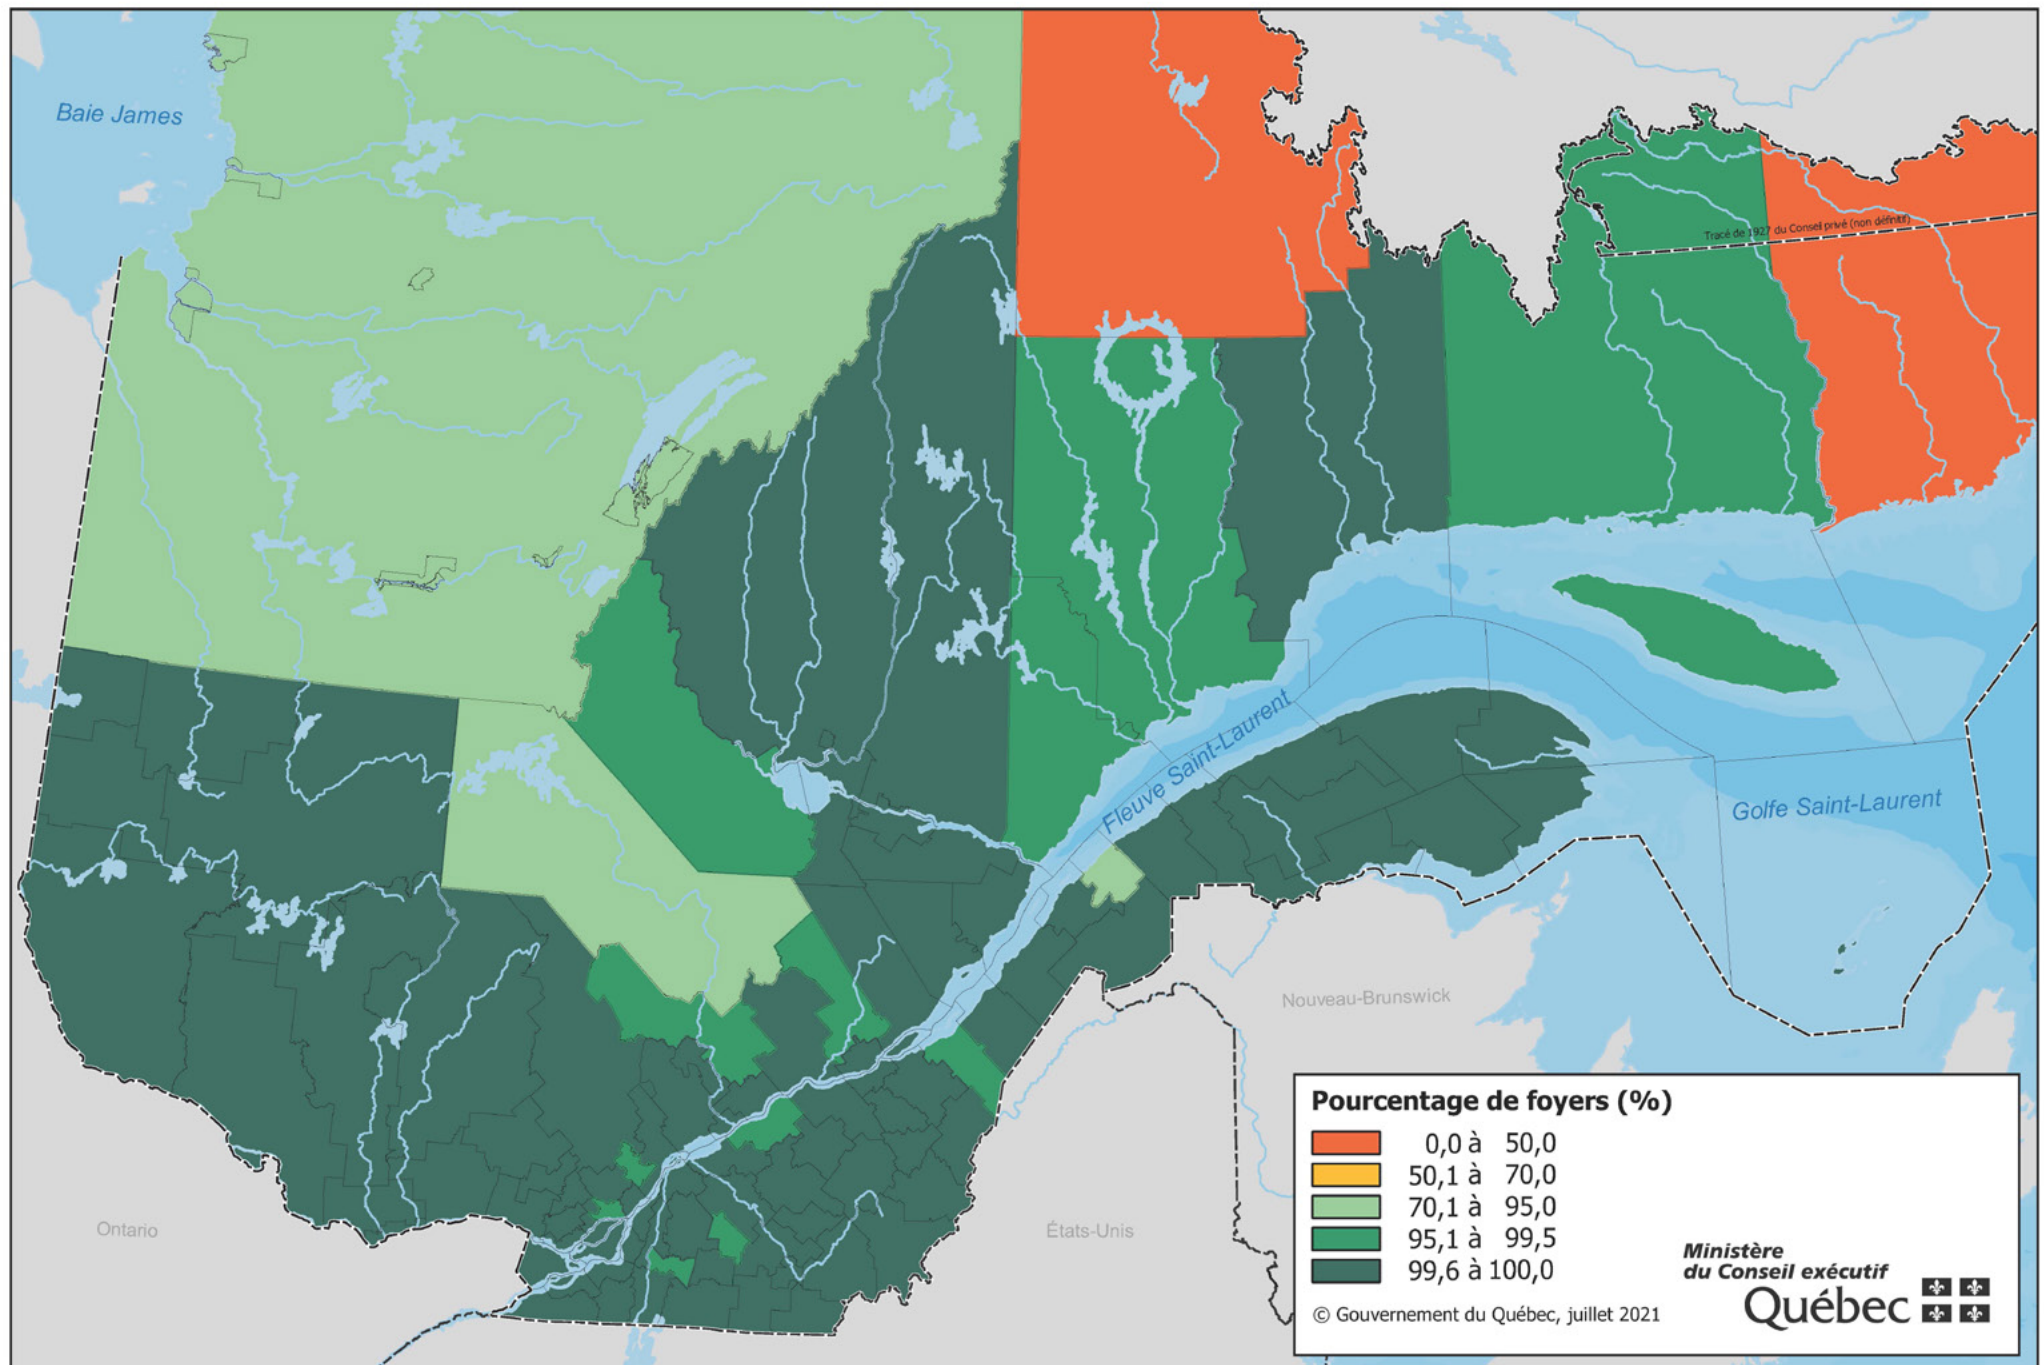 Baie James
Tracé de 1927 du Conseil privé (non définitif)
Fleuve Saint-Laurent
Golfe Saint-Laurent
Nouveau-Brunswick
Ontario
États-Unis
Pourcentage de foyers (%)
0,0 à 50,0
50,1 à 70,0
70,1 à 95,0
95,1 à 99,5
99,6 à 100,0
© Gouvernement du Québec, juillet 2021
Ministère
du Conseil exécutif
Québec